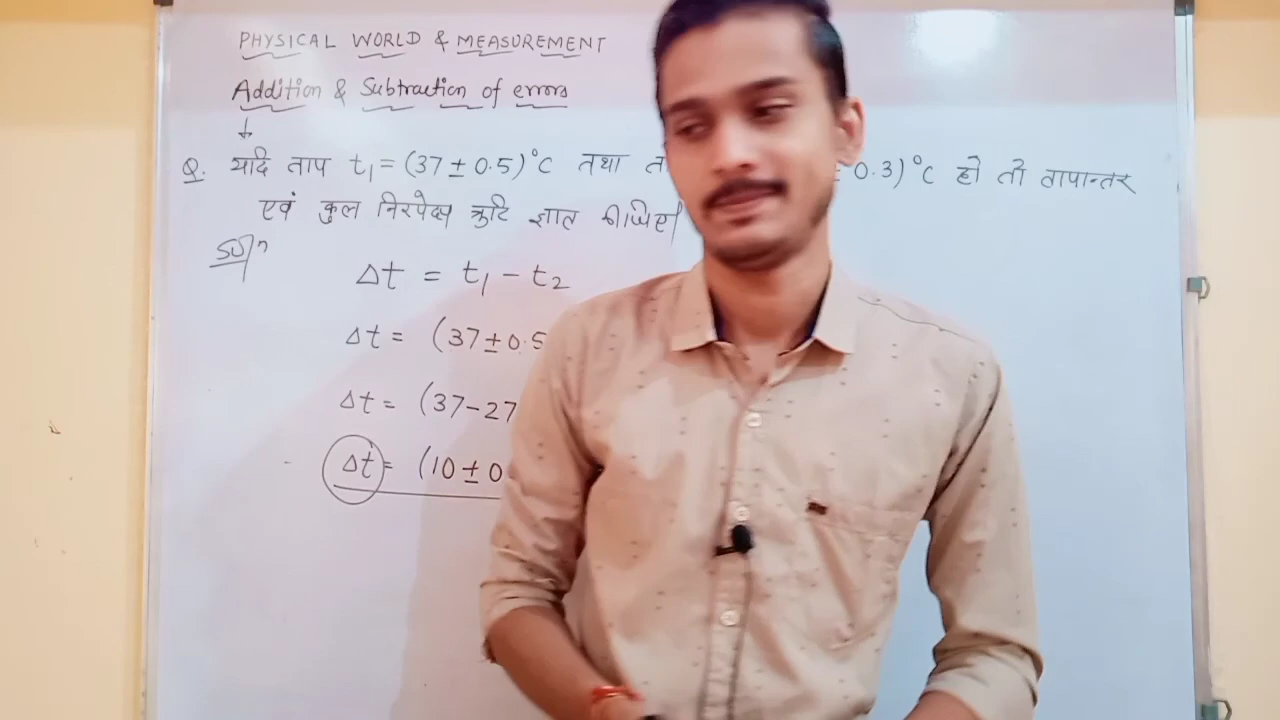 PHYSICAL WORLD & MEASUREMENT
Addition & Subtraction of errors
Q. यदि ताप t₁ = (37 ± 0.5)°C तथा 0.3)°C हो तो तापान्तर
एवं कुल निरपेक्ष त्रुटि ज्ञात कीजिए।
Solⁿ
Δt = t₁ - t₂
Δt = (37 ± 0.5
Δt = (37-27
Δt = (10 ± 0